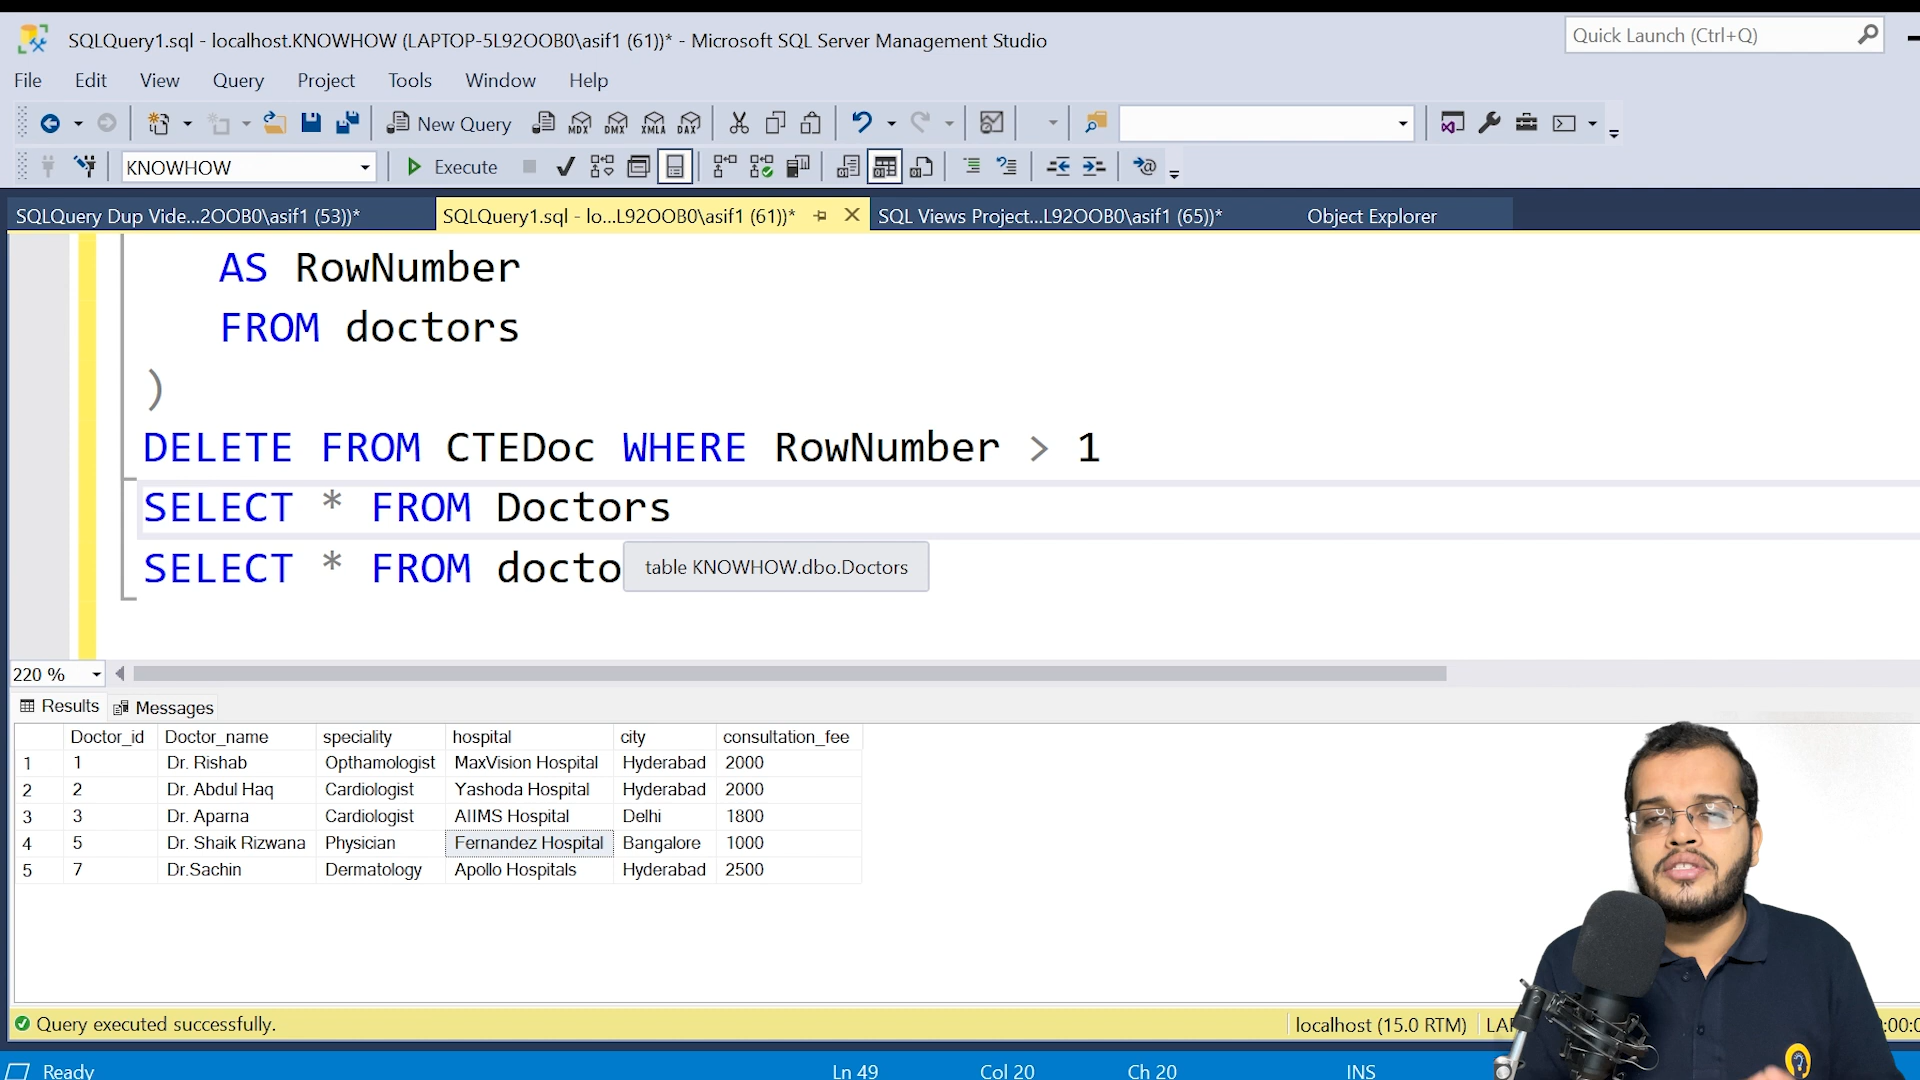 SQLQuery1.sql - localhost.KNOWHOW (LAPTOP-5L92OOB0\asif1 (61))* - Microsoft SQL Server Management Studio
Quick Launch (Ctrl+Q)
File Edit View Query Project Tools Window Help
New Query MDX DMX XMLA DAX
KNOWHOW Execute
SQLQuery Dup Vide...2OOB0\asif1 (53))* SQLQuery1.sql - lo...L92OOB0\asif1 (61))* SQL Views Project...L92OOB0\asif1 (65))* Object Explorer
AS RowNumber
FROM doctors
)
DELETE FROM CTEDoc WHERE RowNumber > 1
SELECT * FROM Doctors
SELECT * FROM docto
table KNOWHOW.dbo.Doctors
220 %
Results Messages
Doctor_id Doctor_name speciality hospital city consultation_fee
1 1 Dr. Rishab Opthamologist MaxVision Hospital Hyderabad 2000
2 2 Dr. Abdul Haq Cardiologist Yashoda Hospital Hyderabad 2000
3 3 Dr. Aparna Cardiologist AIIMS Hospital Delhi 1800
4 5 Dr. Shaik Rizwana Physician Fernandez Hospital Bangalore 1000
5 7 Dr.Sachin Dermatology Apollo Hospitals Hyderabad 2500
Query executed successfully. localhost (15.0 RTM)
Ready Ln 49 Col 20 Ch 20 INS